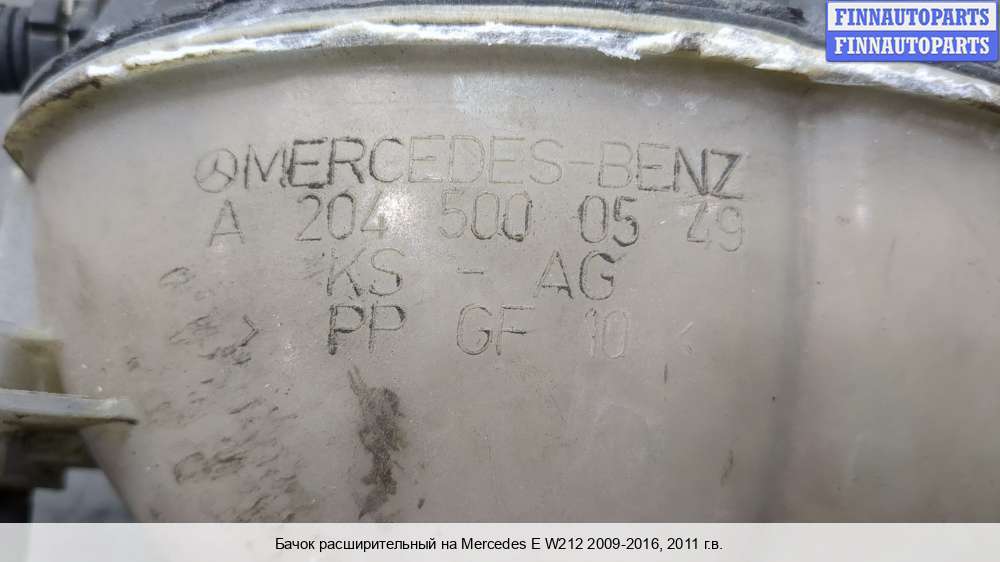 FINNAUTOPARTS
FINNAUTOPARTS
MERCEDES-BENZ
A 204 500 05 49
KS - AG
> PP GF 10 <
Бачок расширительный на Mercedes E W212 2009-2016, 2011 г.в.